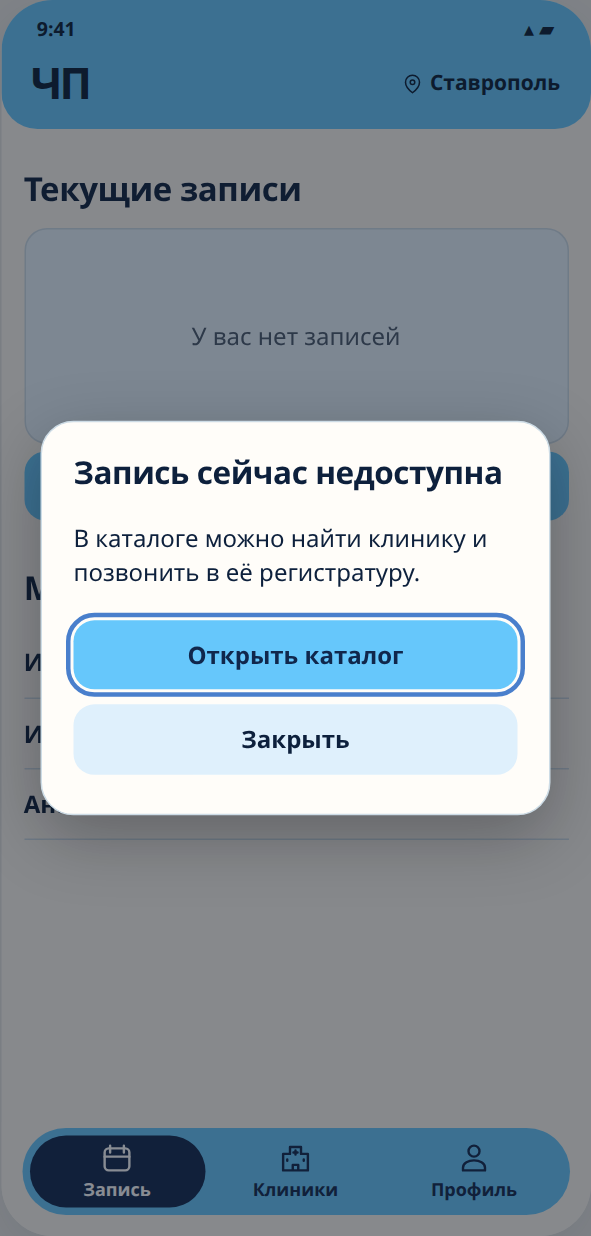 9:41
ЧП
Ставрополь
Текущие записи
У вас нет записей
Запись сейчас недоступна
В каталоге можно найти клинику и
позвонить в её регистратуру.
Открыть каталог
Закрыть
Запись
Клиники
Профиль